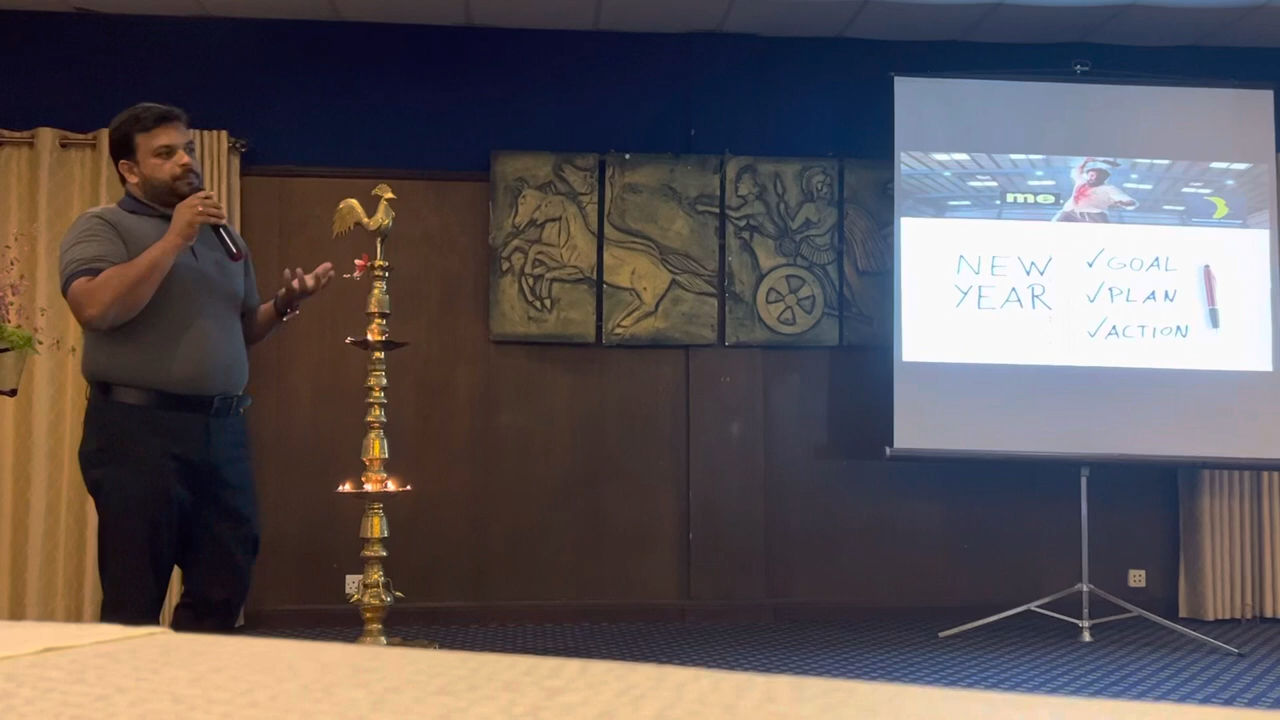 me.
NEW
YEAR
✓GOAL
✓PLAN
✓ACTION